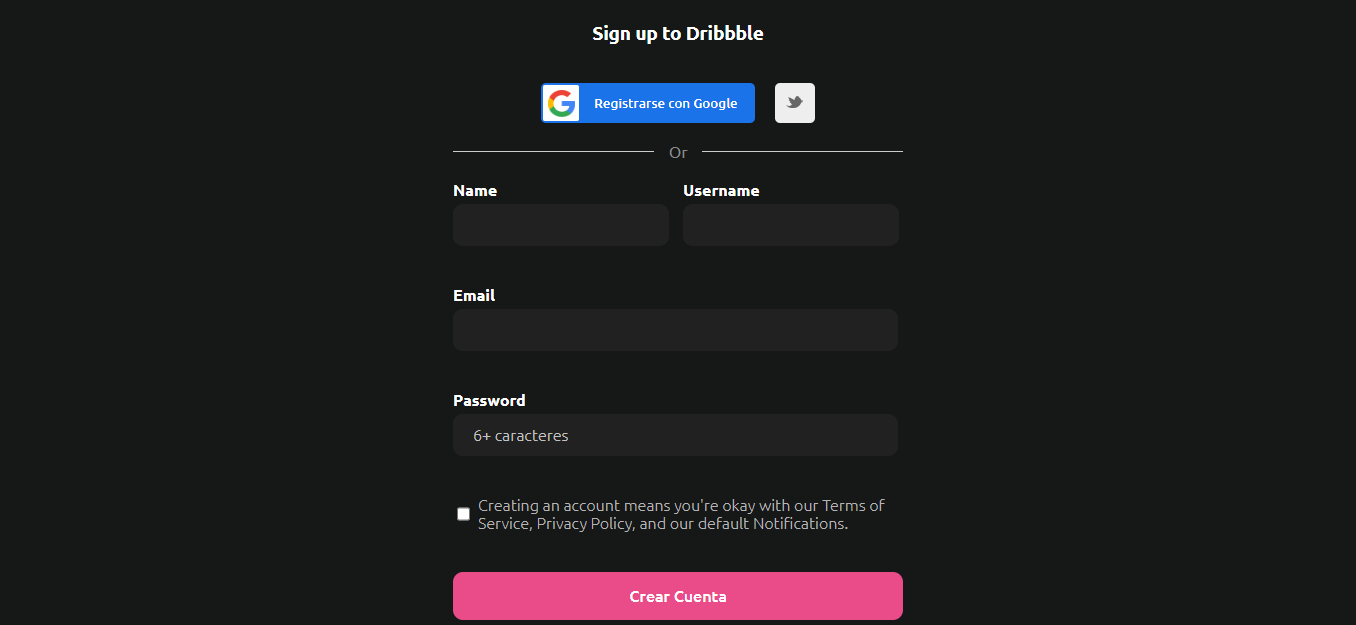 Sign up to Dribbble
Registrarse con Google
Or
Name
Username
Email
Password
6+ caracteres
Creating an account means you're okay with our Terms of
Service, Privacy Policy, and our default Notifications.
Crear Cuenta